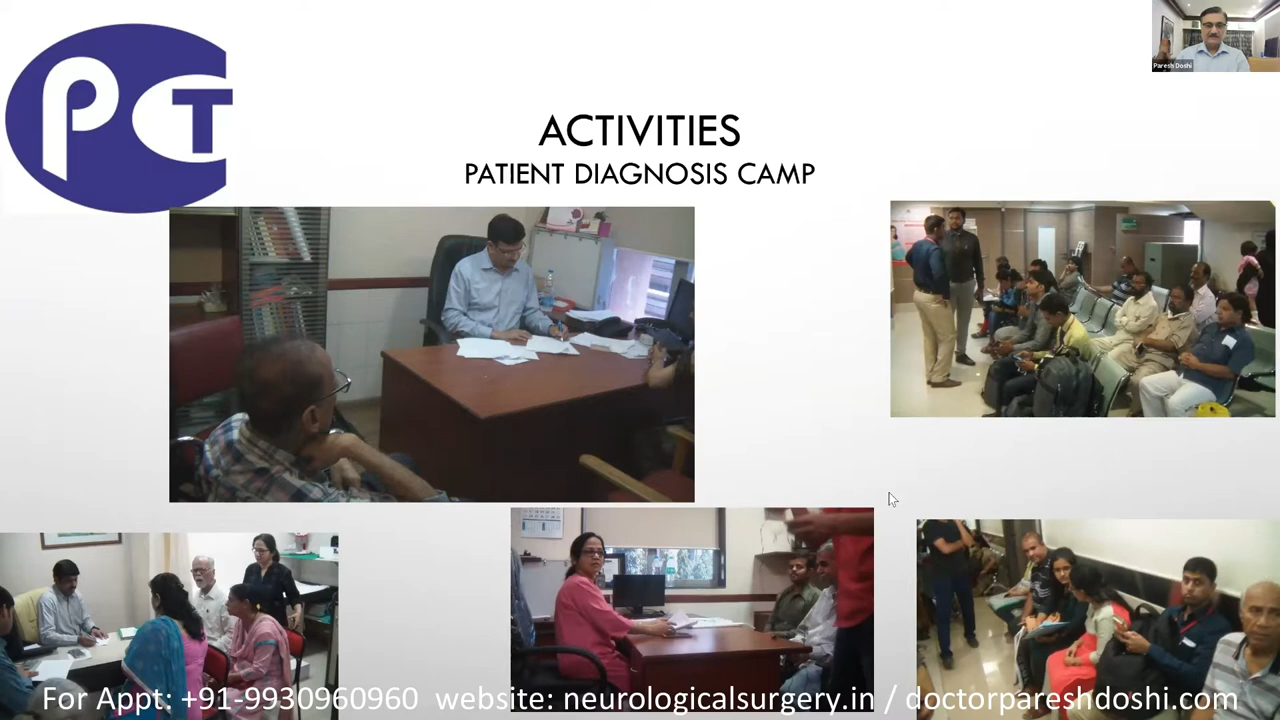 PCT
Paresh Doshi
ACTIVITIES
PATIENT DIAGNOSIS CAMP
For Appt: +91-9930960960 website: neurologicalsurgery.in / doctorpareshdoshi.com